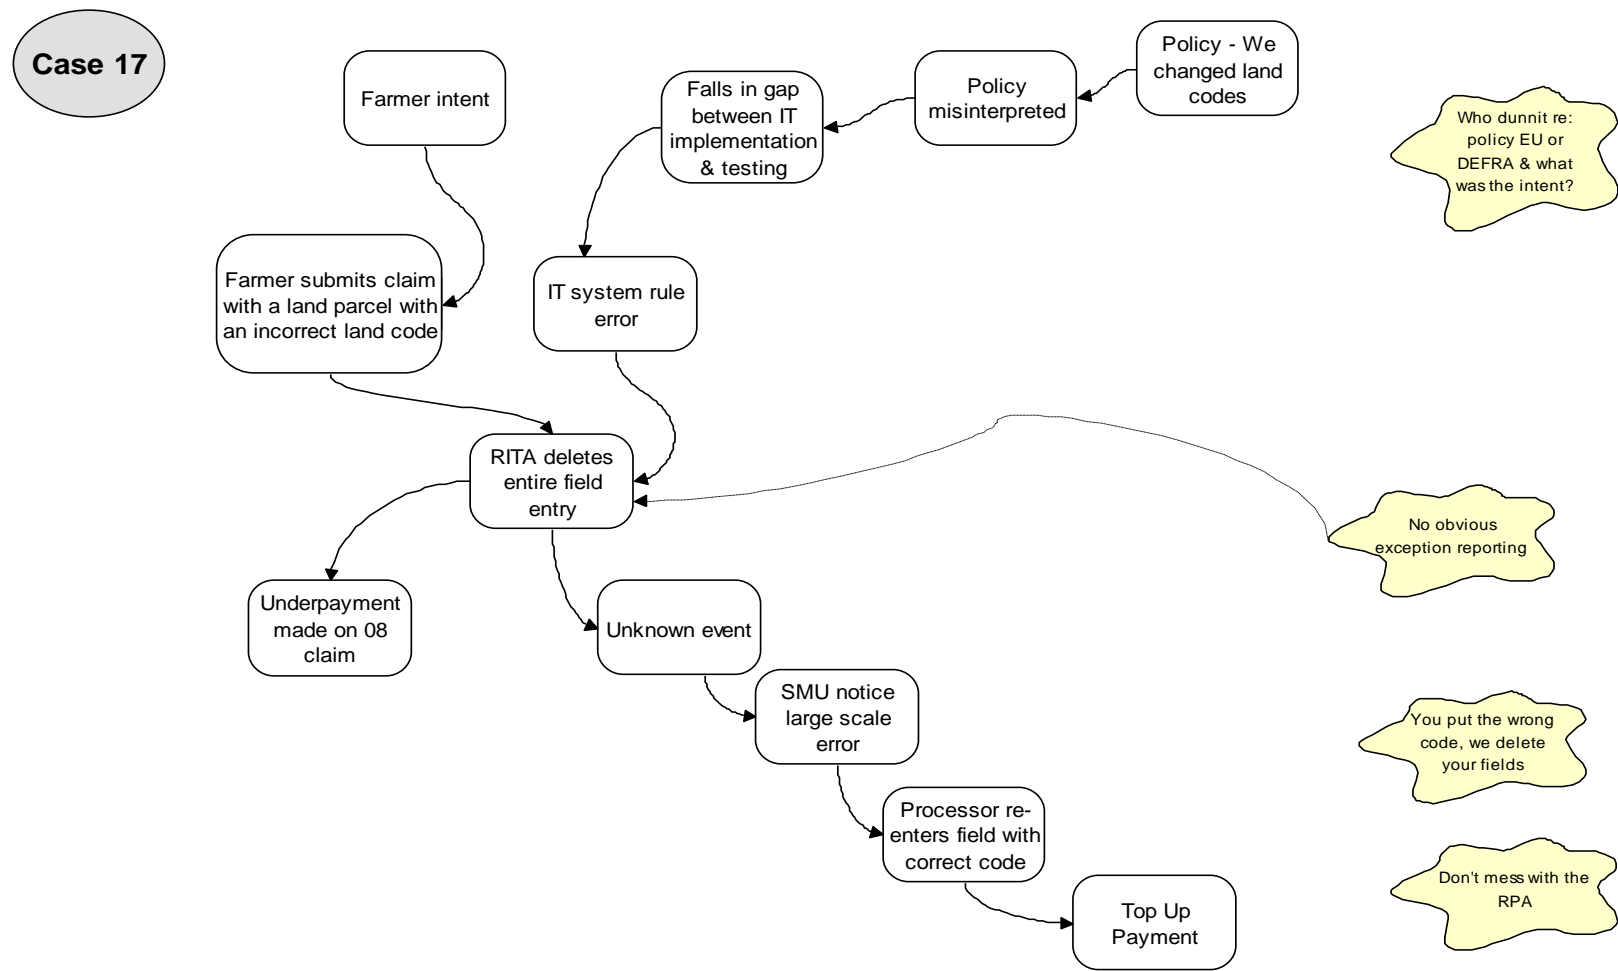 Case 17
Farmer intent
Falls in gap
between IT
implementation
& testing
Policy
misinterpreted
Policy - We
changed land
codes
Who dunnit re:
policy EU or
DEFRA & what
was the intent?
Farmer submits claim
with a land parcel with
an incorrect land code
IT system rule
error
RITA deletes
entire field
entry
No obvious
exception reporting
Underpayment
made on 08
claim
Unknown event
SMU notice
large scale
error
You put the wrong
code, we delete
your fields
Processor re-
enters field with
correct code
Don't mess with the
RPA
Top Up
Payment